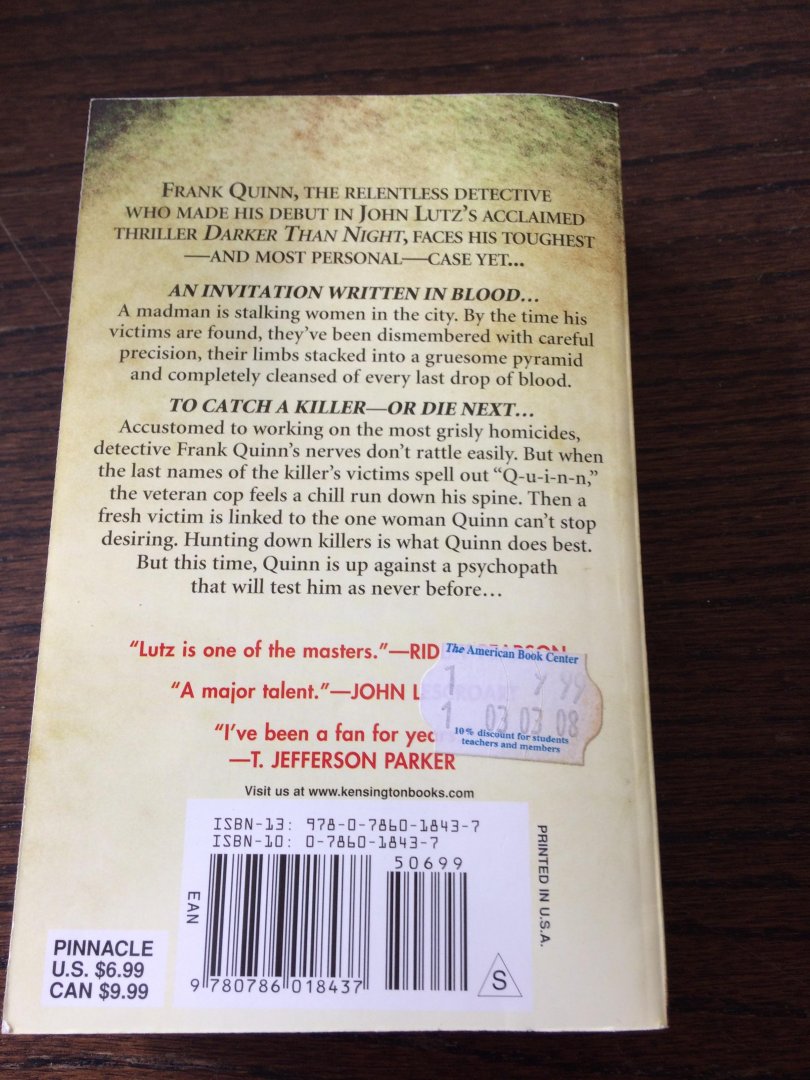 FRANK QUINN, THE RELENTLESS DETECTIVE
WHO MADE HIS DEBUT IN JOHN LUTZ'S ACCLAIMED
THRILLER DARKER THAN NIGHT, FACES HIS TOUGHEST
—AND MOST PERSONAL—CASE YET...
AN INVITATION WRITTEN IN BLOOD...
A madman is stalking women in the city. By the time his
victims are found, they've been dismembered with careful
precision, their limbs stacked into a gruesome pyramid
and completely cleansed of every last drop of blood.
TO CATCH A KILLER—OR DIE NEXT...
Accustomed to working on the most grisly homicides,
detective Frank Quinn's nerves don't rattle easily. But when
the last names of the killer's victims spell out "Q-u-i-n-n,"
the veteran cop feels a chill run down his spine. Then a
fresh victim is linked to the one woman Quinn can't stop
desiring. Hunting down killers is what Quinn does best.
But this time, Quinn is up against a psychopath
that will test him as never before...
"Lutz is one of the masters."—RID
"A major talent."—JOHN
"I've been a fan for
—T. JEFFERSON PARKER
The American Book Center
1 99
1 03 03 08
10% discount for students
teachers and members
Visit us at www.kensingtonbooks.com
ISBN-13: 978-0-7860-1843-7
ISBN-10: 0-7860-1843-7
50699
EAN
9 780786 018437
S
PRINTED IN U.S.A.
PINNACLE
U.S. $6.99
CAN $9.99